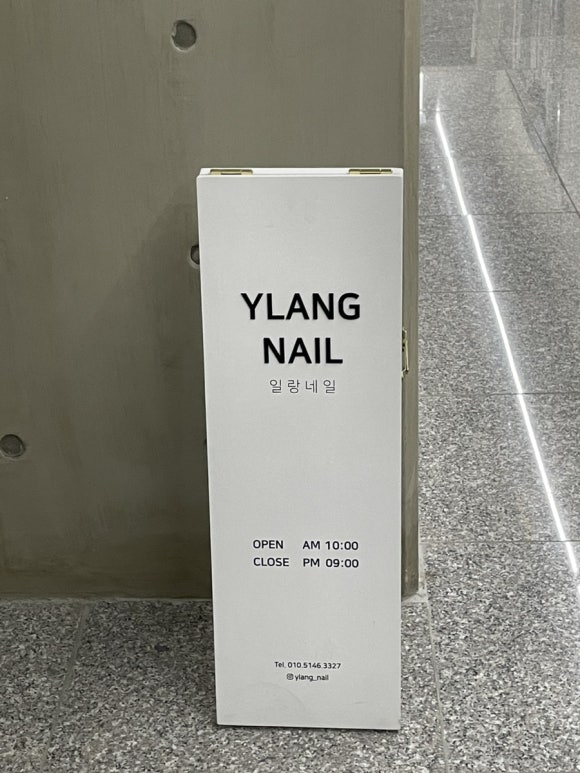 YLANG
NAIL
일랑네일
OPEN AM 10:00
CLOSE PM 09:00
Tel. 010.5146.3327
ylang_nail